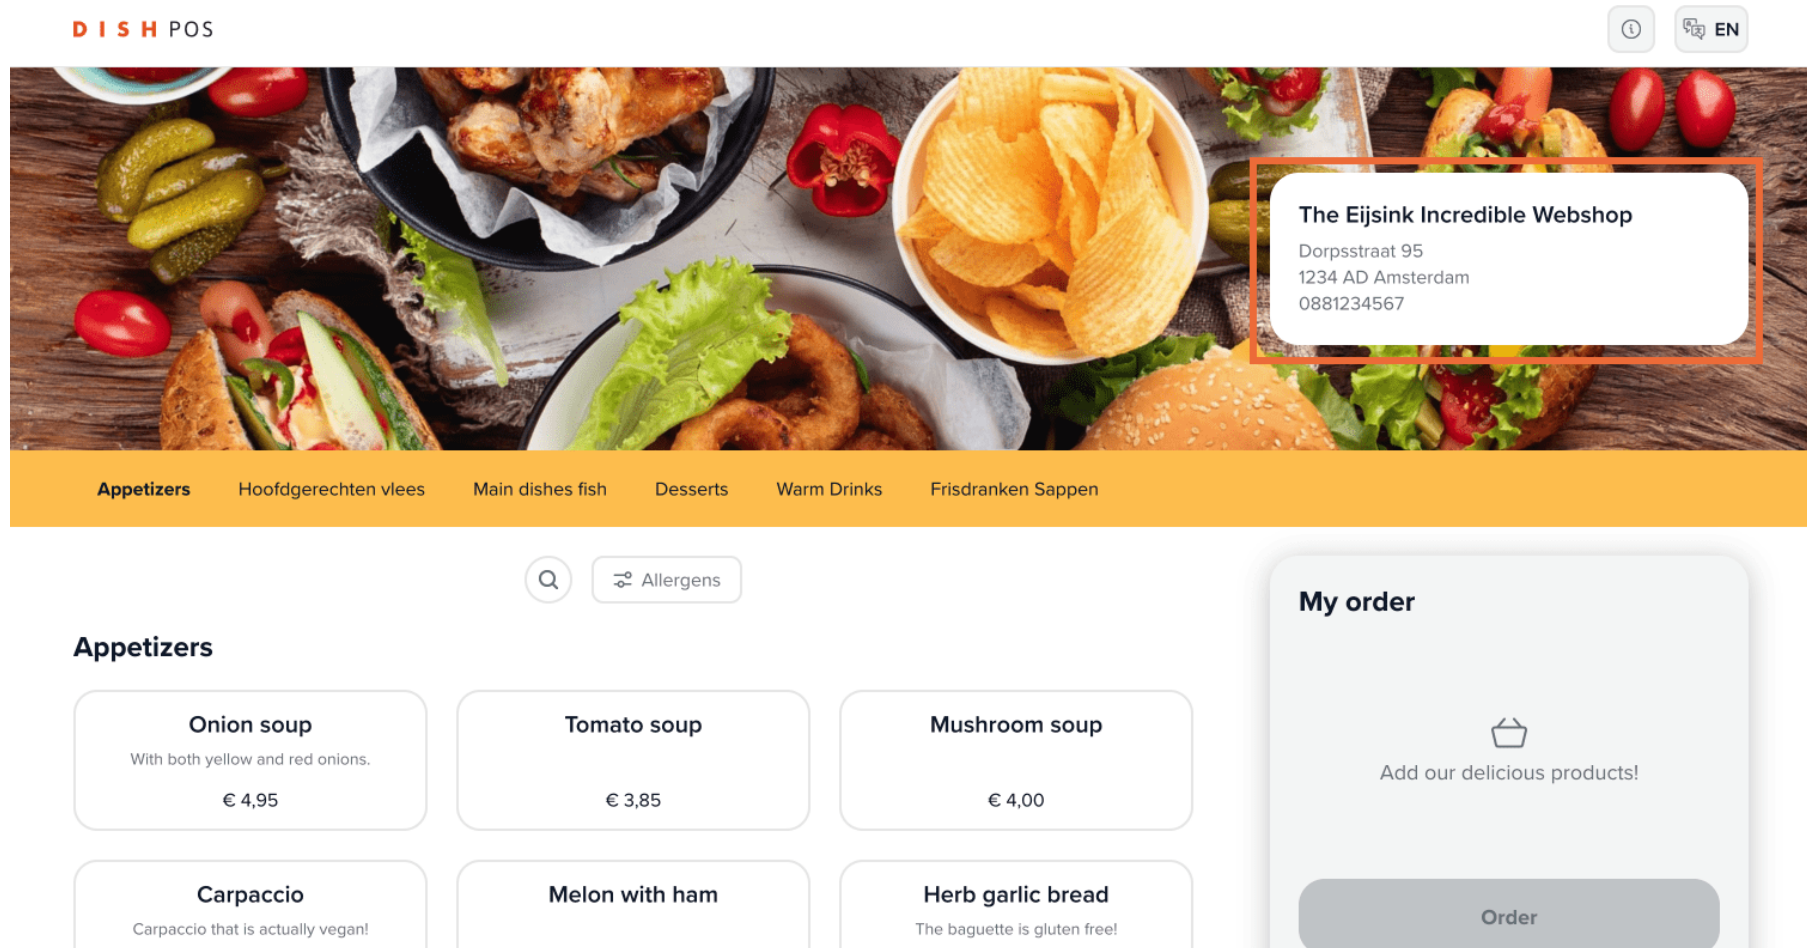 DISH POS
EN
The Eijsink Incredible Webshop
Dorpsstraat 95
1234 AD Amsterdam
0881234567
Appetizers
Hoofdgerechten vlees
Main dishes fish
Desserts
Warm Drinks
Frisdranken Sappen
Allergens
Appetizers
Onion soup
With both yellow and red onions.
€ 4,95
Tomato soup
€ 3,85
Mushroom soup
€ 4,00
Carpaccio
Carpaccio that is actually vegan!
Melon with ham
Herb garlic bread
The baguette is gluten free!
My order
Add our delicious products!
Order